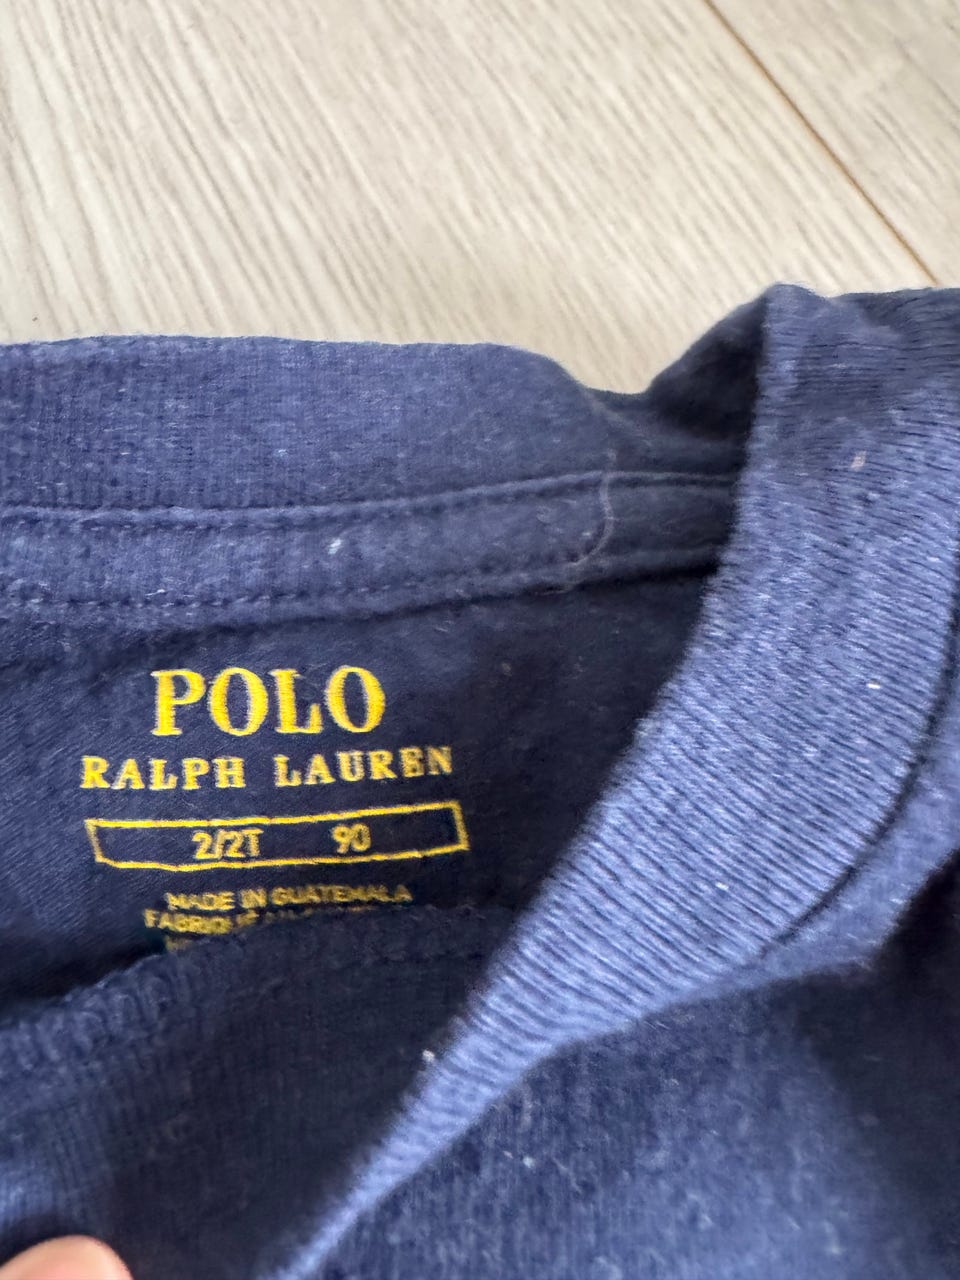 POLO
RALPH LAUREN
2/2T 90
MADE IN GUATEMALA